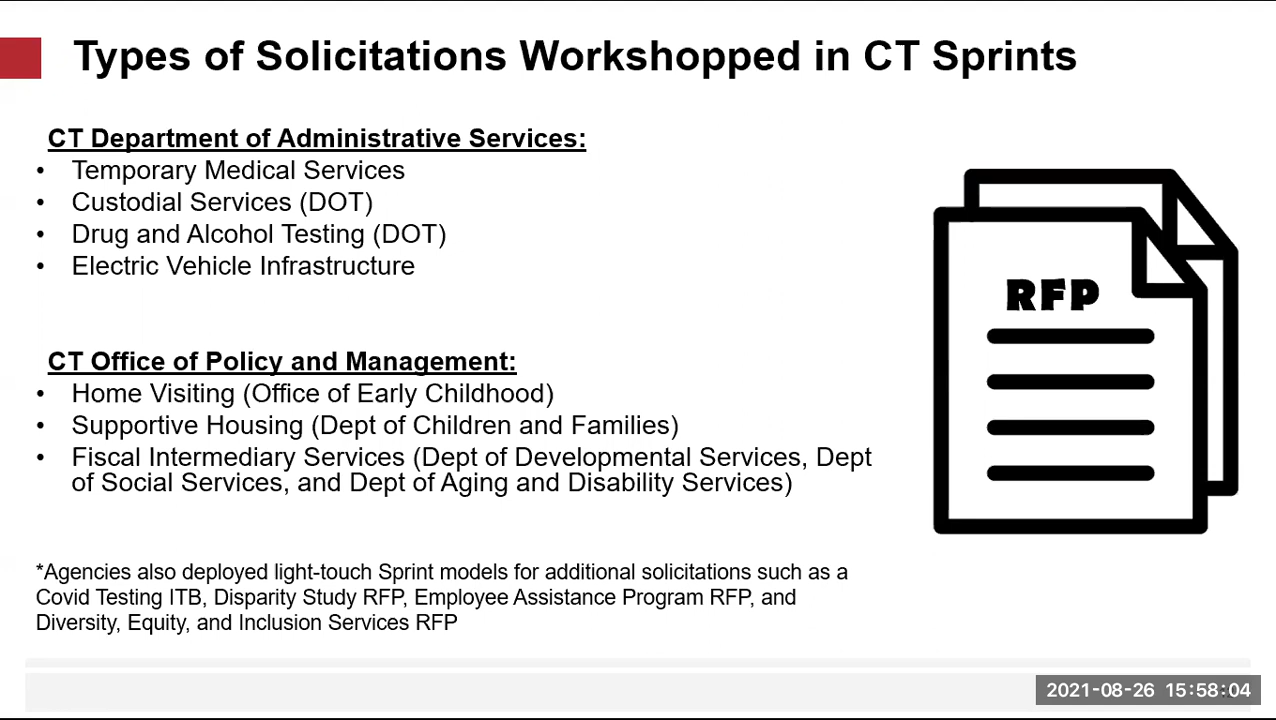 Types of Solicitations Workshopped in CT Sprints
CT Department of Administrative Services:
• Temporary Medical Services
• Custodial Services (DOT)
• Drug and Alcohol Testing (DOT)
• Electric Vehicle Infrastructure
RFP
CT Office of Policy and Management:
• Home Visiting (Office of Early Childhood)
• Supportive Housing (Dept of Children and Families)
• Fiscal Intermediary Services (Dept of Developmental Services, Dept
of Social Services, and Dept of Aging and Disability Services)
*Agencies also deployed light-touch Sprint models for additional solicitations such as a
Covid Testing ITB, Disparity Study RFP, Employee Assistance Program RFP, and
Diversity, Equity, and Inclusion Services RFP
2021-08-26 15:58:04